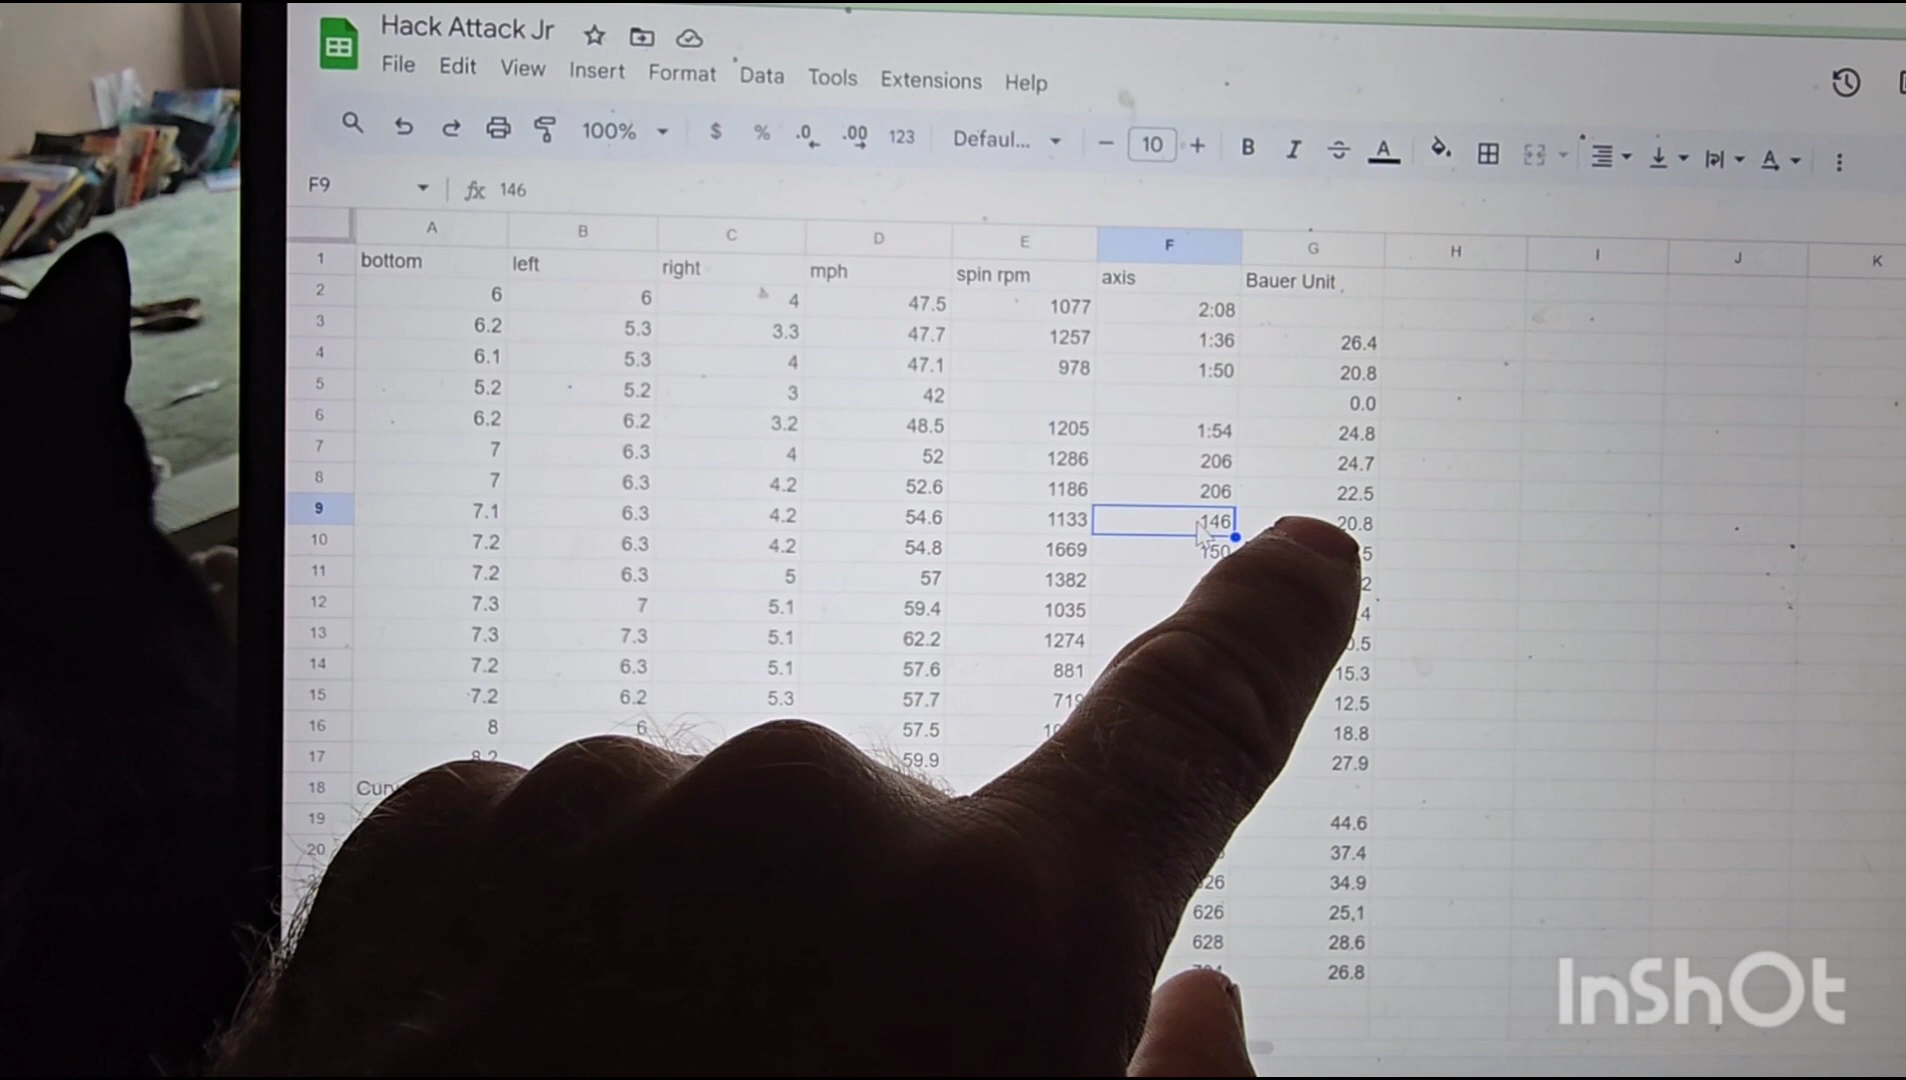 Hack Attack Jr
File Edit View Insert Format Data Tools Extensions Help
100% $ % .0 .00 123 Defaul... 10 B I A A
F9 fx 146
A B C D E F G H I J K
1 bottom left right mph spin rpm axis Bauer Unit
2 6 6 4 47.5 1077 2:08
3 6.2 5.3 3.3 47.7 1257 1:36 26.4
4 6.1 5.3 4 47.1 978 1:50 20.8
5 5.2 5.2 3 42 0.0
6 6.2 6.2 3.2 48.5 1205 1:54 24.8
7 7 6.3 4 52 1286 206 24.7
8 7 6.3 4.2 52.6 1186 206 22.5
9 7.1 6.3 4.2 54.6 1133 146 20.8
10 7.2 6.3 4.2 54.8 1669 150
11 7.2 6.3 5 57 1382
12 7.3 7 5.1 59.4 1035
13 7.3 7.3 5.1 62.2 1274
14 7.2 6.3 5.1 57.6 881 15.3
15 7.2 6.2 5.3 57.7 719 12.5
16 8 6 57.5 18.8
17 8.2 59.9 27.9
18
19 44.6
20 37.4
34.9
626 25.1
628 28.6
26.8
InShOt